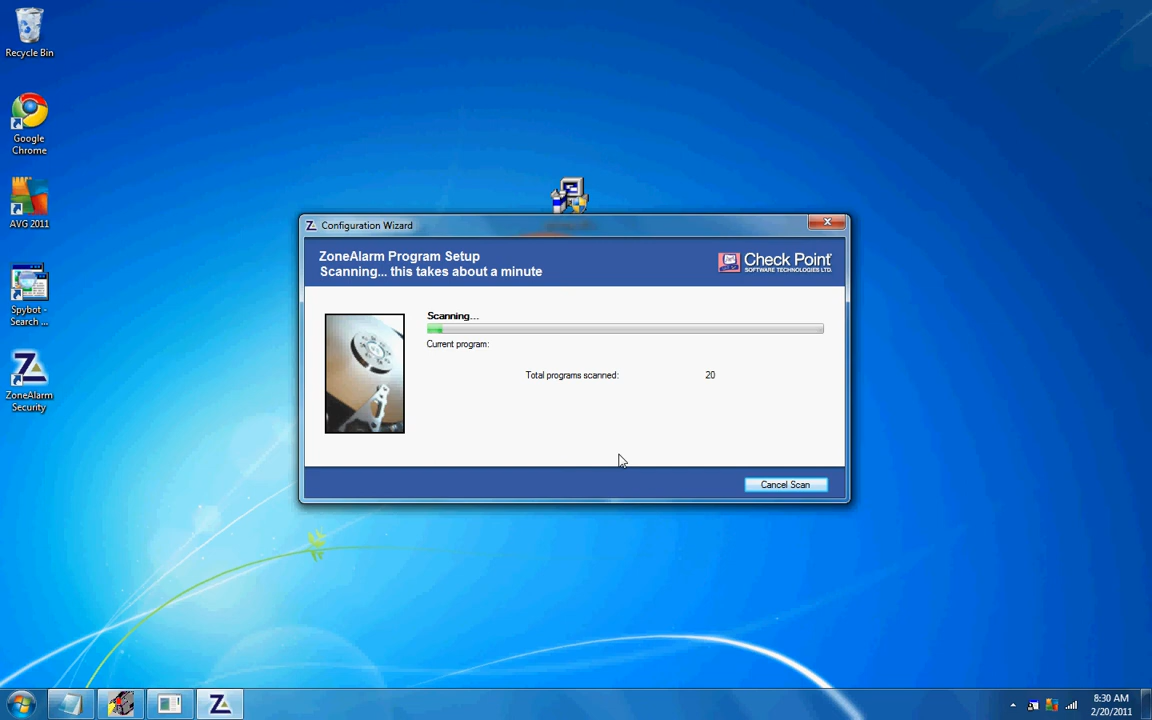 Recycle Bin
Google
Chrome
AVG 2011
Spybot -
Search ...
ZoneAlarm
Security
Configuration Wizard
ZoneAlarm Program Setup
Scanning... this takes about a minute
Check Point
SOFTWARE TECHNOLOGIES LTD.
Scanning...
Current program:
Total programs scanned: 20
Cancel Scan
8:30 AM
2/20/2011